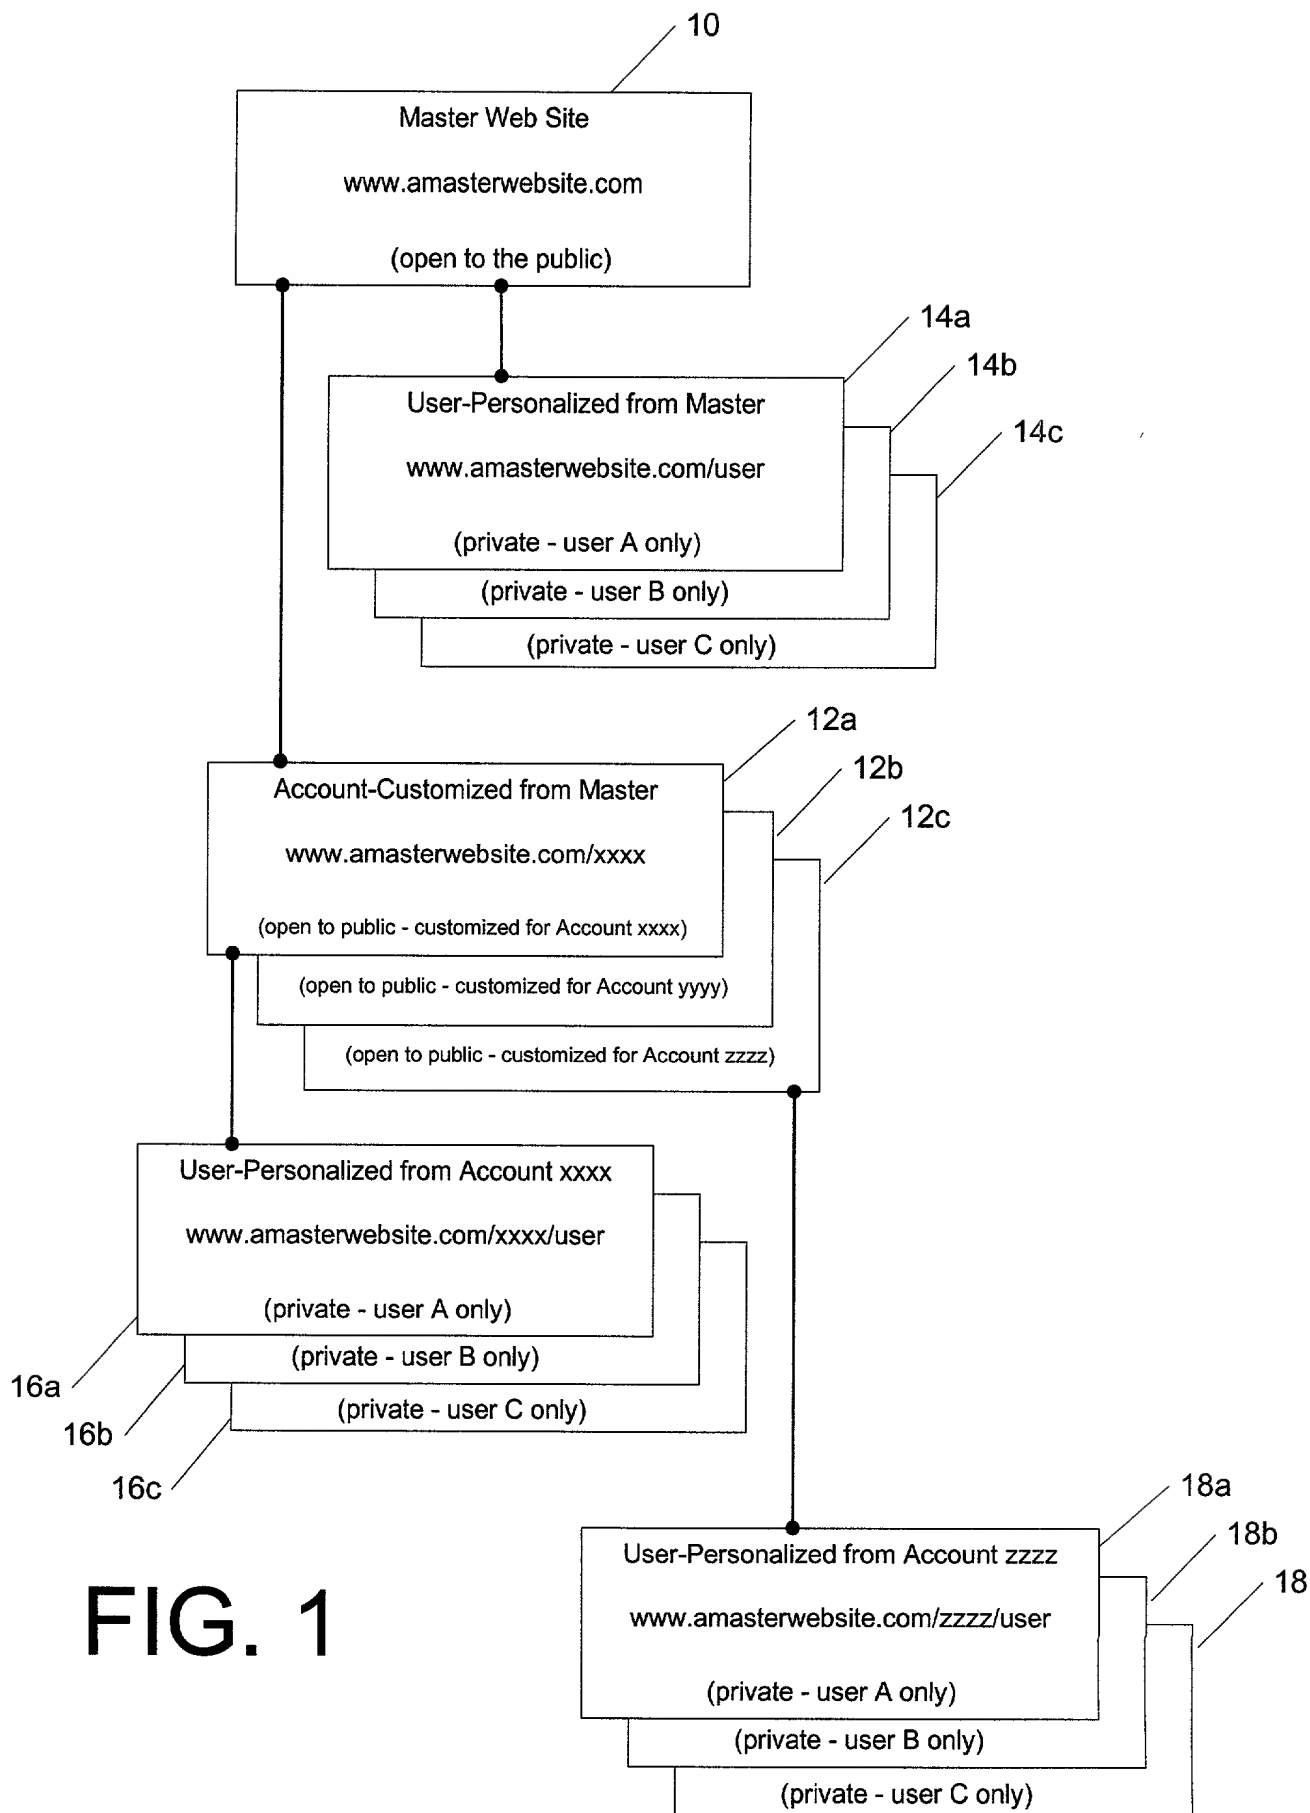 10
Master Web Site
www.amasterwebsite.com
(open to the public)
14a
14b
14c
User-Personalized from Master
www.amasterwebsite.com/user
(private - user A only)
(private - user B only)
(private - user C only)
12a
12b
12c
Account-Customized from Master
www.amasterwebsite.com/xxxx
(open to public - customized for Account xxxx)
(open to public - customized for Account yyyy)
(open to public - customized for Account zzzz)
User-Personalized from Account xxxx
www.amasterwebsite.com/xxxx/user
(private - user A only)
(private - user B only)
(private - user C only)
16a
16b
16c
18a
18b
18
User-Personalized from Account zzzz
www.amasterwebsite.com/zzzz/user
(private - user A only)
(private - user B only)
(private - user C only)
FIG. 1